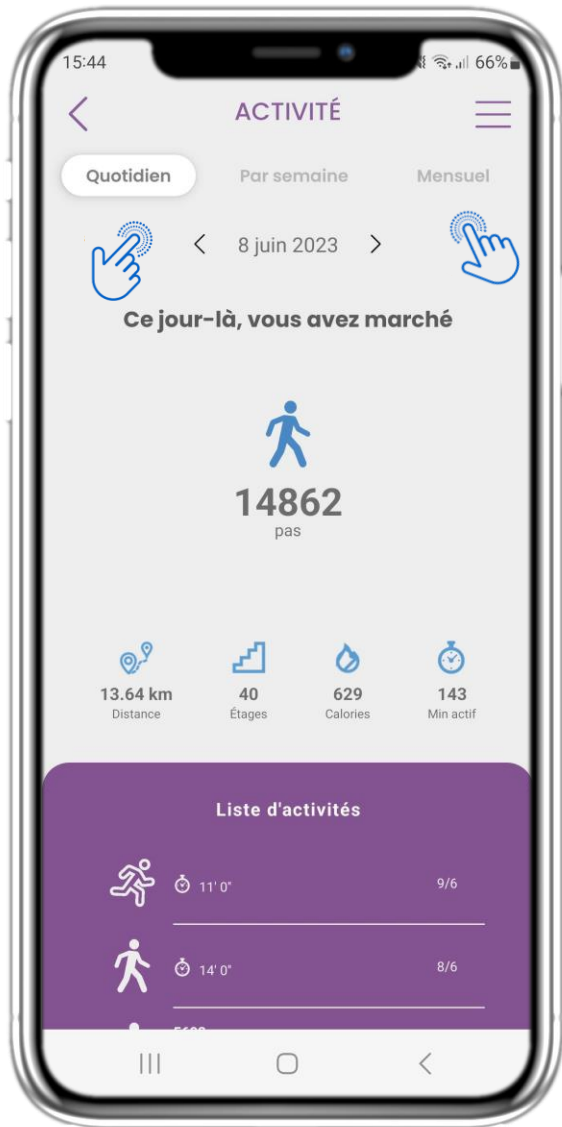 15:44 66%
ACTIVITÉ
Quotidien Par semaine Mensuel
8 juin 2023
Ce jour-là, vous avez marché
14862
pas
13.64 km 40 629 143
Distance Étages Calories Min actif
Liste d'activités
11' 0" 9/6
14' 0" 8/6